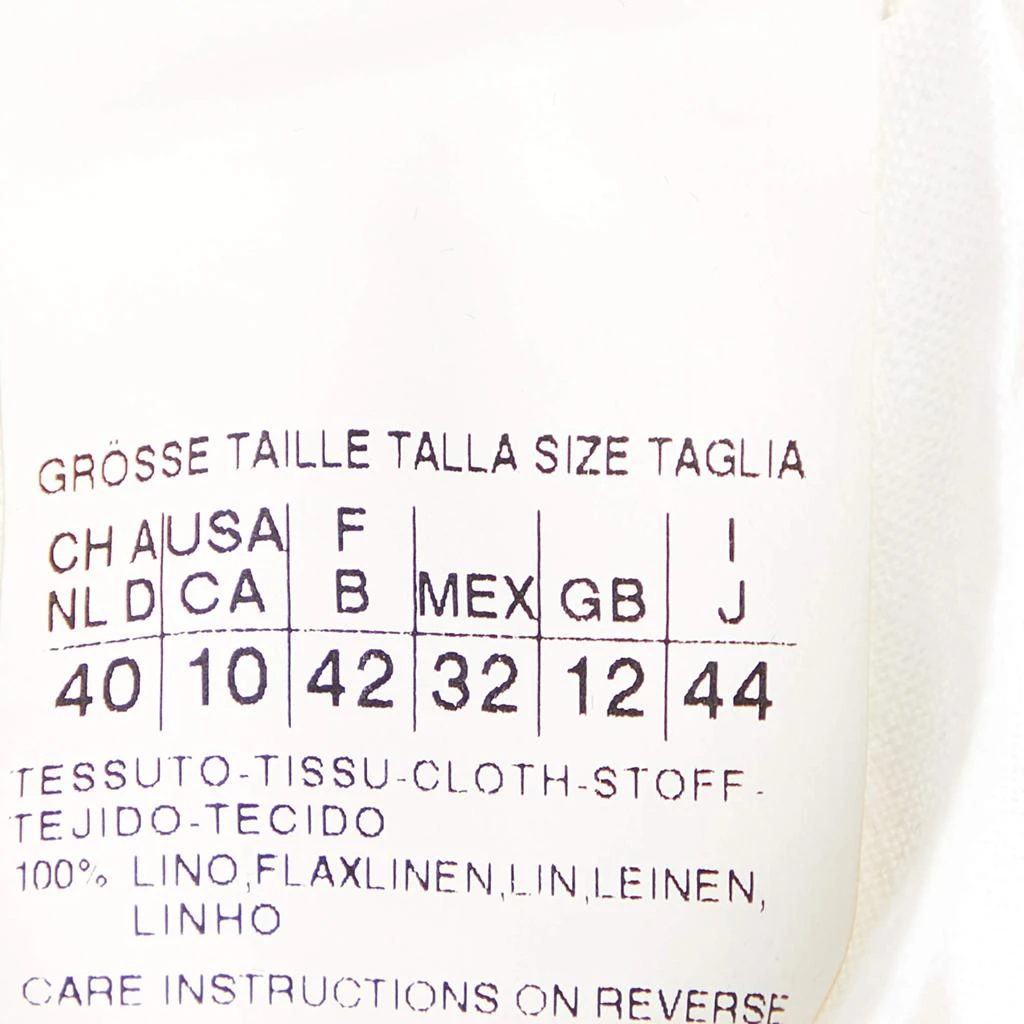 GRÖSSE TAILLE TALLA SIZE TAGLIA
CH A USA F I
NL D CA B MEX GB J
40 10 42 32 12 44
TESSUTO-TISSU-CLOTH-STOFF-
TEJIDO-TECIDO
100% LINO,FLAXLINEN,LIN,LEINEN,
LINHO
CARE INSTRUCTIONS ON REVERSE